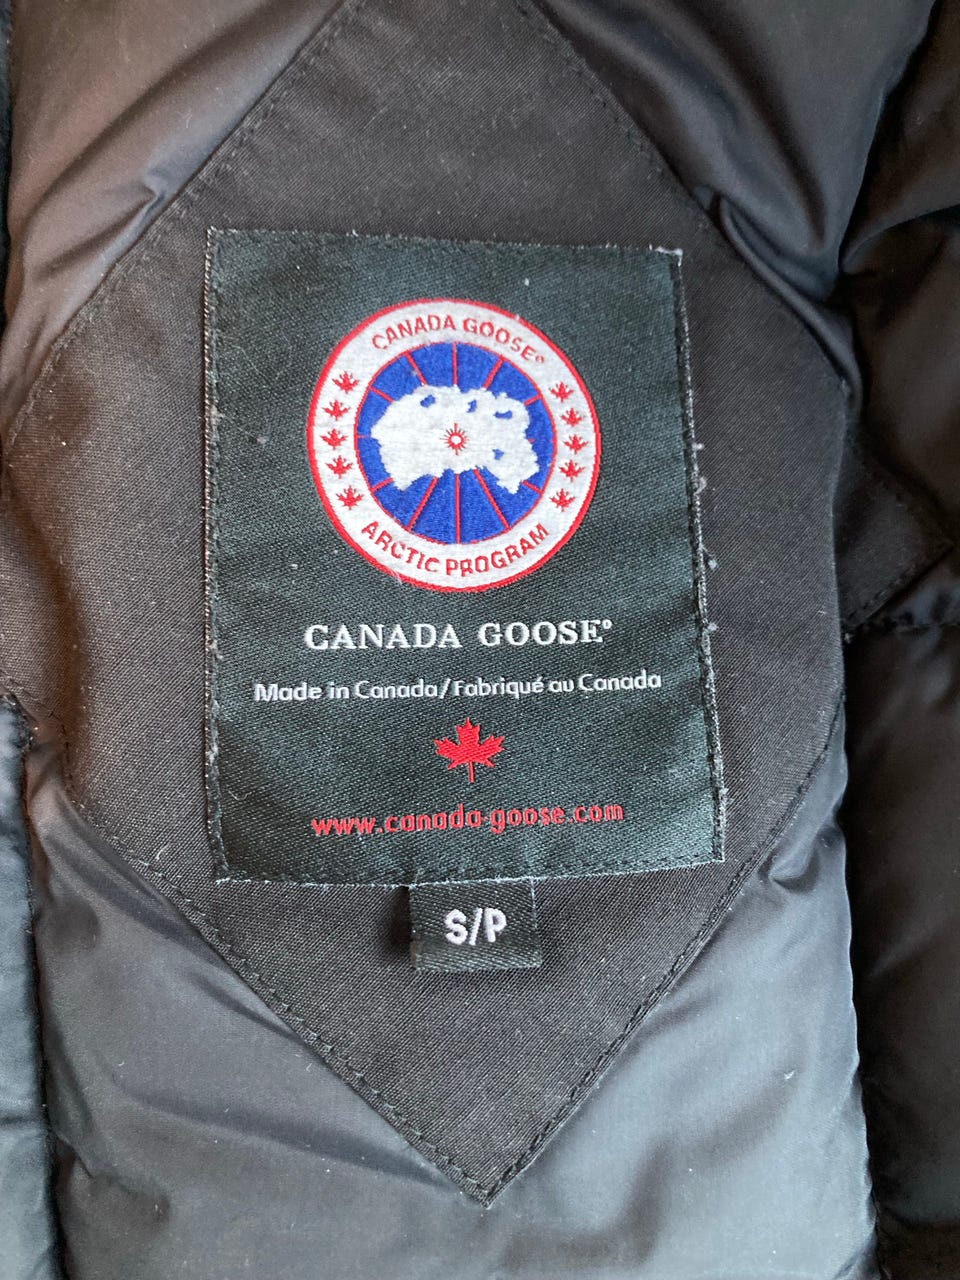 CANADA GOOSE®
ARCTIC PROGRAM
CANADA GOOSE®
Made in Canada/Fabriqué au Canada
www.canada-goose.com
S/P